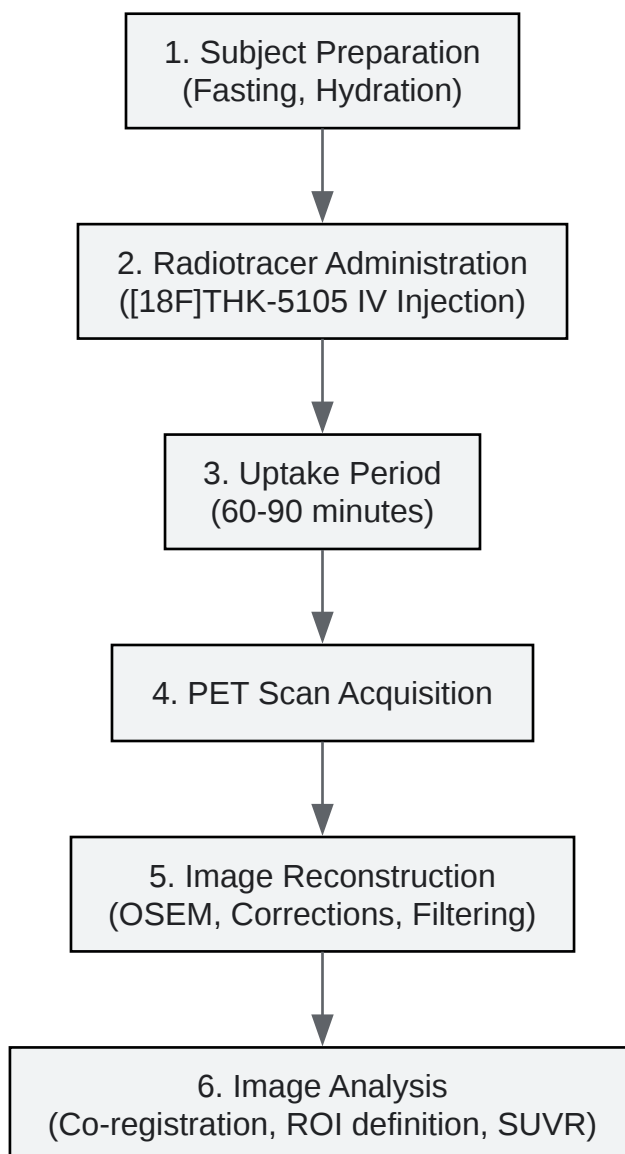 1. Subject Preparation
(Fasting, Hydration)
2. Radiotracer Administration
([18F]THK-5105 IV Injection)
3. Uptake Period
(60-90 minutes)
4. PET Scan Acquisition
5. Image Reconstruction
(OSEM, Corrections, Filtering)
6. Image Analysis
(Co-registration, ROI definition, SUVR)